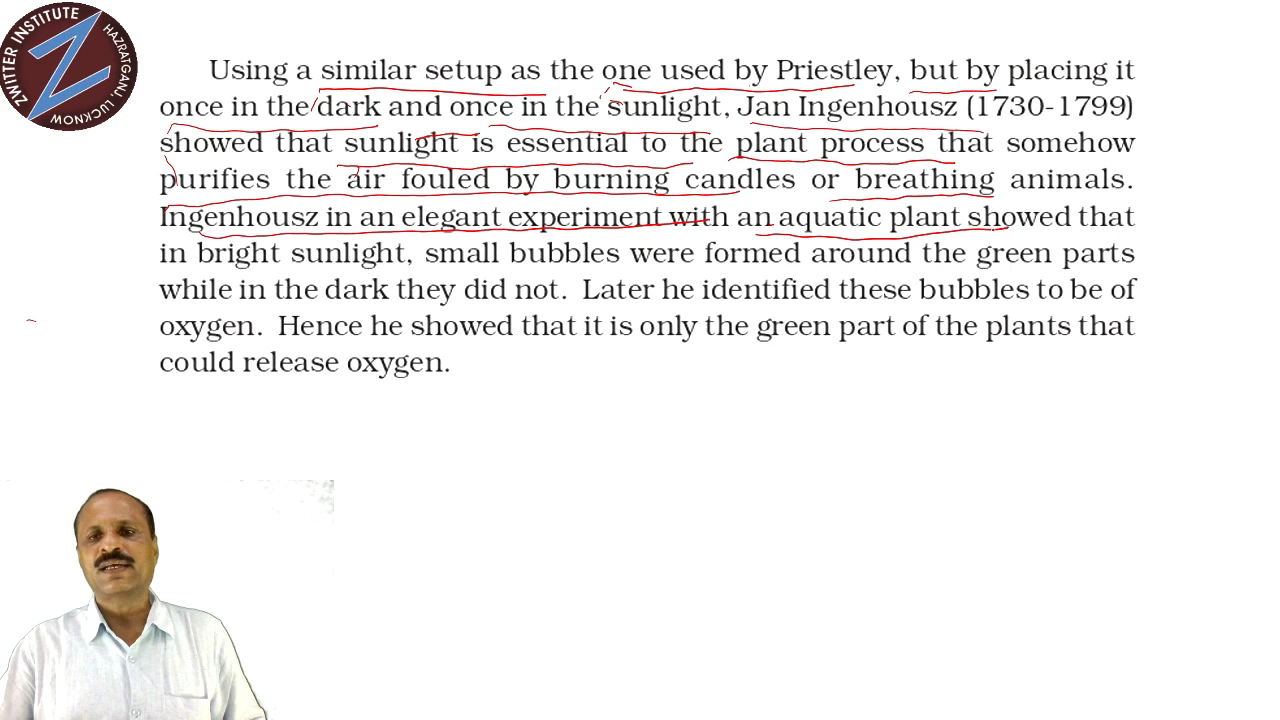 ZWITTER INSTITUTE
HAZRATGANJ, LUCKNOW
Using a similar setup as the one used by Priestley, but by placing it
once in the dark and once in the sunlight, Jan Ingenhousz (1730-1799)
showed that sunlight is essential to the plant process that somehow
purifies the air fouled by burning candles or breathing animals.
Ingenhousz in an elegant experiment with an aquatic plant showed that
in bright sunlight, small bubbles were formed around the green parts
while in the dark they did not. Later he identified these bubbles to be of
oxygen. Hence he showed that it is only the green part of the plants that
could release oxygen.